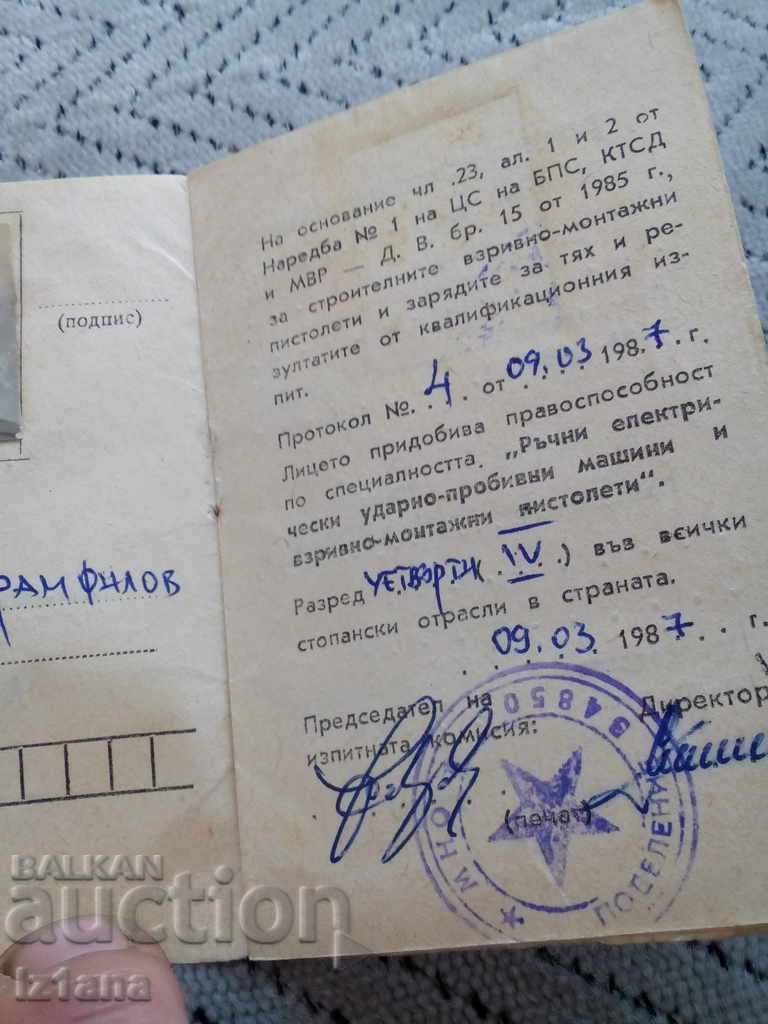 (подпис)
На основание чл .23, ал. 1 и 2 от
Наредба № 1 на ЦС на БПС, КТСД
и МВР — Д. В. бр. 15 от 1985 г.,
за строителните взривно-монтажни
пистолети и зарядите за тях и ре-
зултатите от квалификационния из-
пит.
Протокол №. 4. от 09.03 1987. г.
Лицето придобива правоспособност
по специалността. „Ръчни електри-
чески ударно-пробивни машини и
взривно-монтажни пистолети“.
Разред ЧЕТВЪРТИ IV .) във всички
стопански отрасли в страната.
09.03 1987. . г.
Председател на
изпитната комисия:
Директор
(печат)
94850
МНО
ПОСЕЛЕНИ
BALKAN
auction
iz1ana